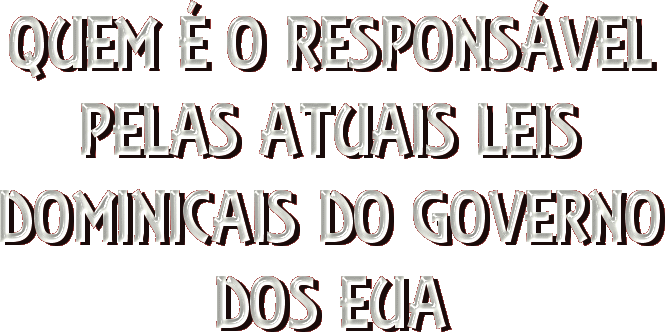 QUEM É O RESPONSÁVEL
PELAS ATUAIS LEIS
DOMINICAIS DO GOVERNO
DOS EUA